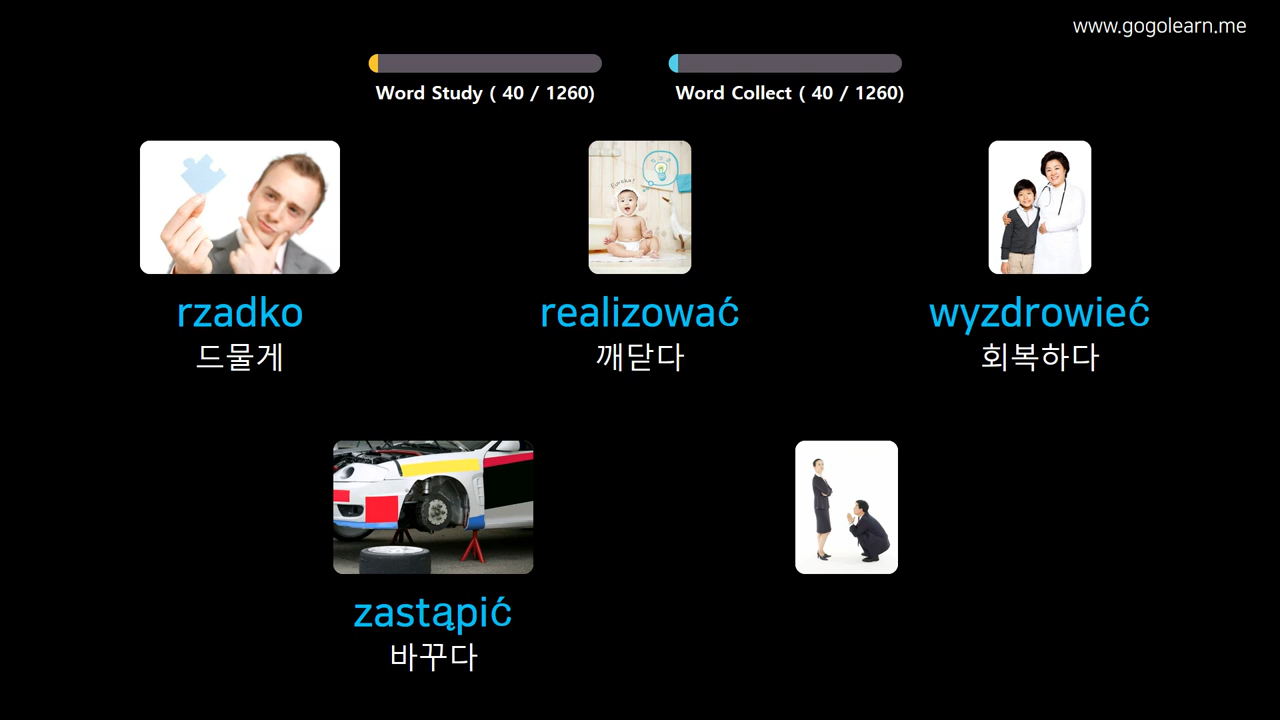 www.gogolearn.me
Word Study ( 40 / 1260)
Word Collect ( 40 / 1260)
Eureka!
rzadko
realizować
wyzdrowieć
드물게
깨닫다
회복하다
zastąpić
바꾸다